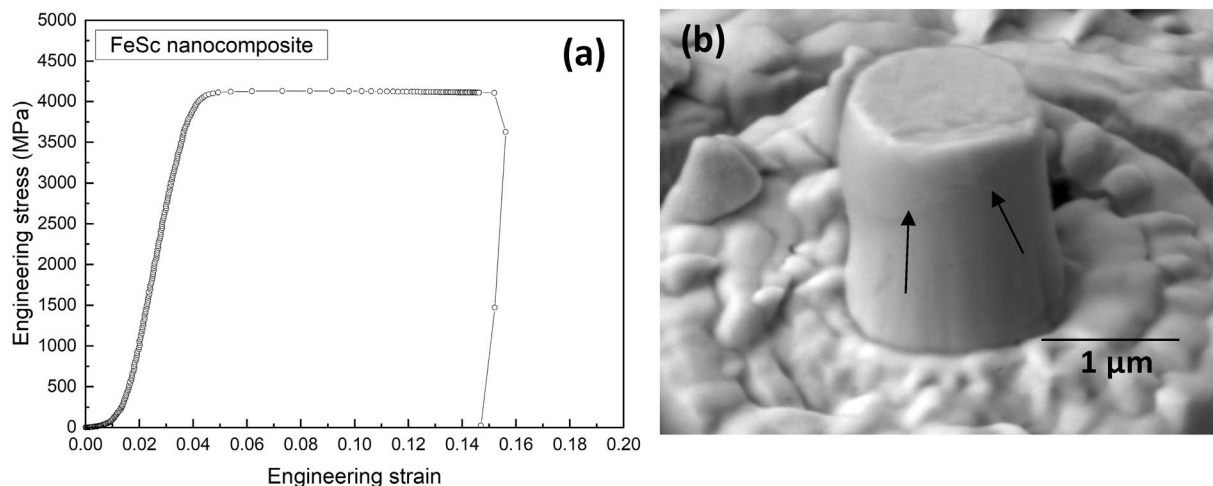 5000
4500
4000
3500
3000
2500
2000
1500
1000
500
0
Engineering stress (MPa)
FeSc nanocomposite
(a)
0.00 0.02 0.04 0.06 0.08 0.10 0.12 0.14 0.16 0.18 0.20
Engineering strain
(b)
1 µm